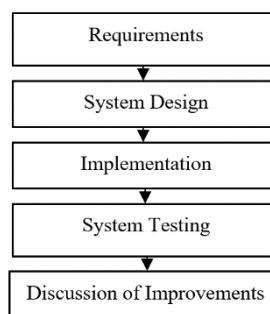 Requirements
System Design
Implementation
System Testing
Discussion of Improvements